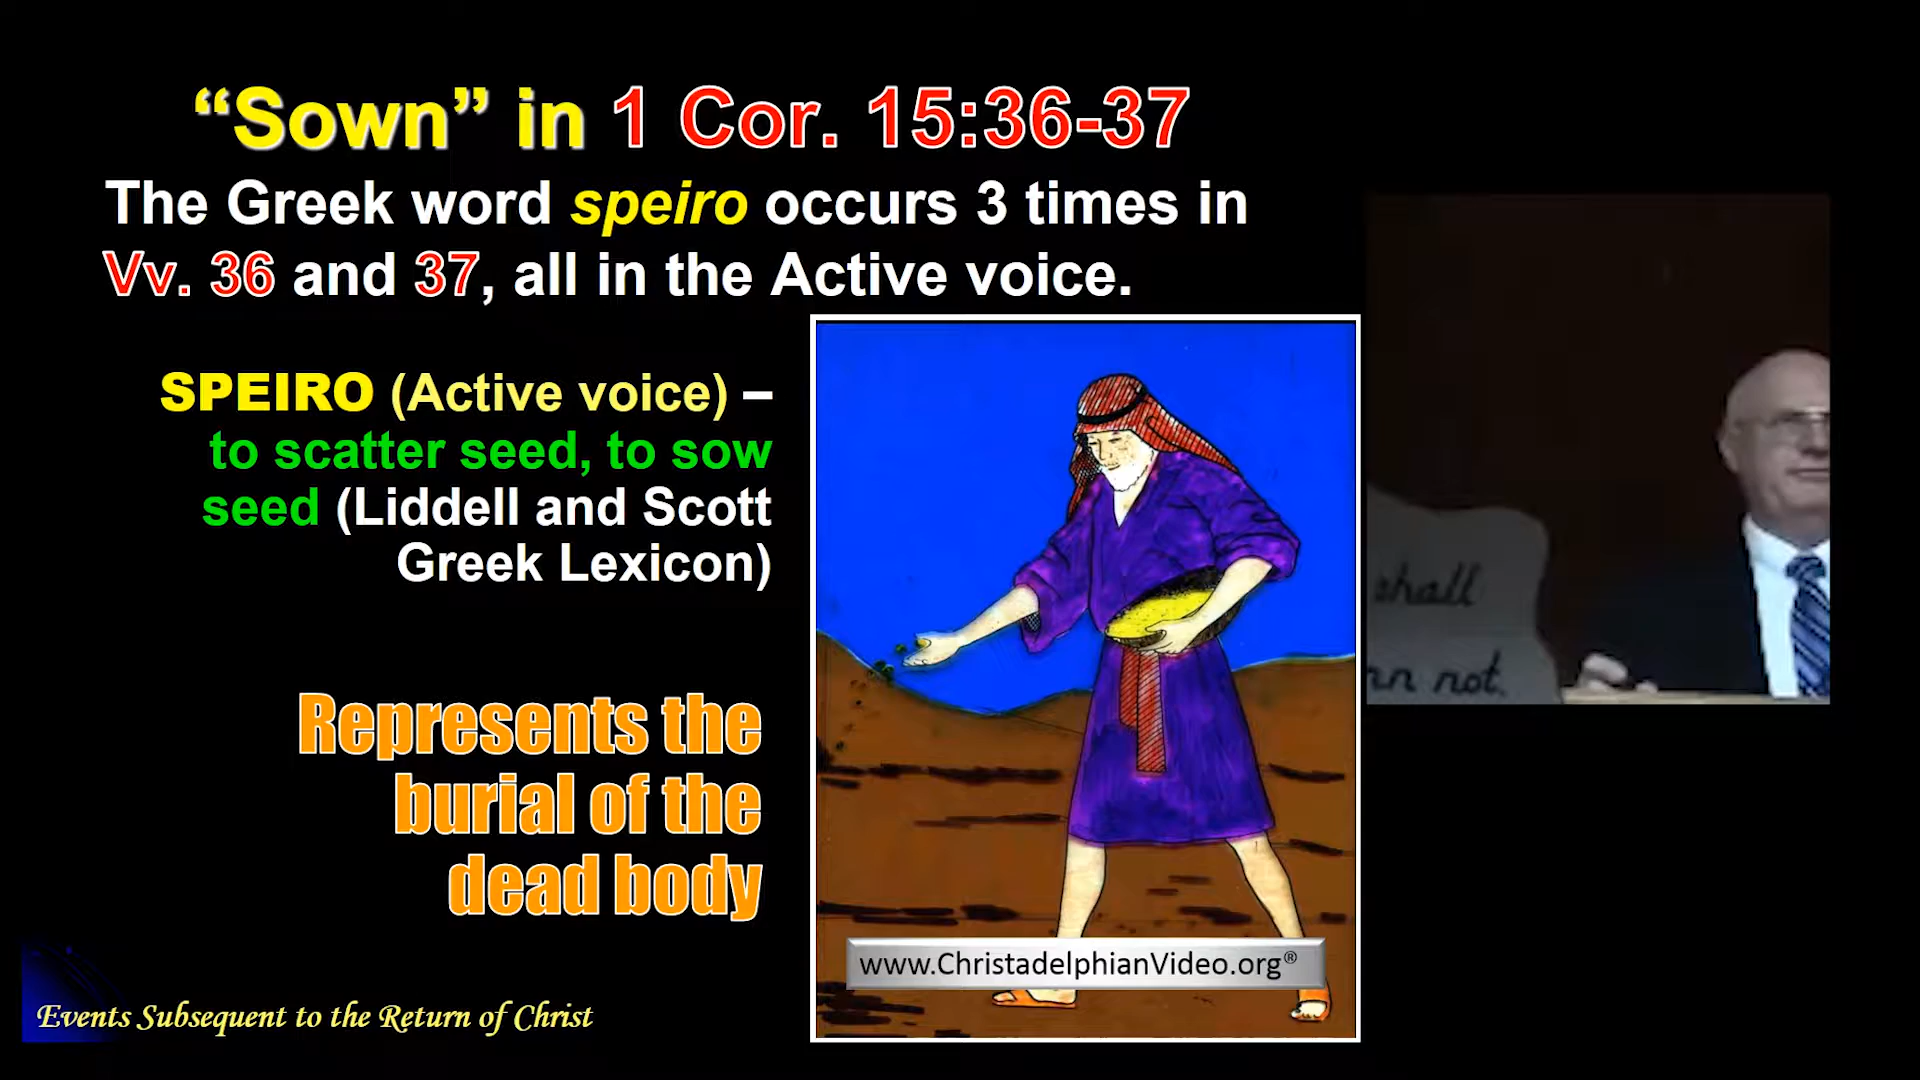 “Sown” in 1 Cor. 15:36-37
The Greek word speiro occurs 3 times in
Vv. 36 and 37, all in the Active voice.
SPEIRO (Active voice) –
to scatter seed, to sow
seed (Liddell and Scott
Greek Lexicon)
Represents the
burial of the
dead body
www.ChristadelphianVideo.org®
Events Subsequent to the Return of Christ
shall
not.